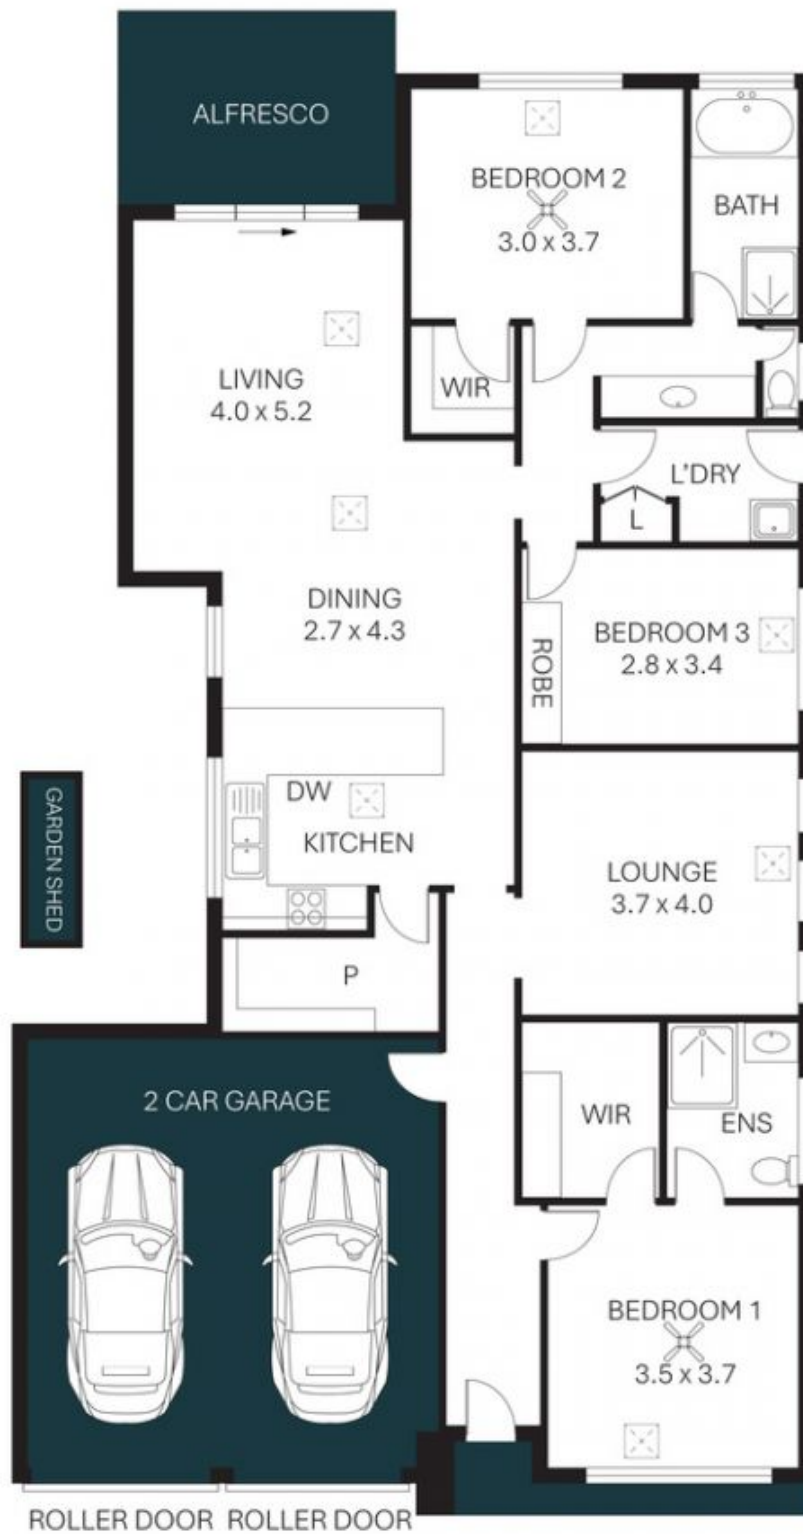 ALFRESCO
BEDROOM 2
3.0 x 3.7
BATH
LIVING
4.0 x 5.2
WIR
L'DRY
L
DINING
2.7 x 4.3
BEDROOM 3
2.8 x 3.4
ROBE
DW
KITCHEN
GARDEN SHED
LOUNGE
3.7 x 4.0
P
2 CAR GARAGE
WIR
ENS
BEDROOM 1
3.5 x 3.7
ROLLER DOOR ROLLER DOOR